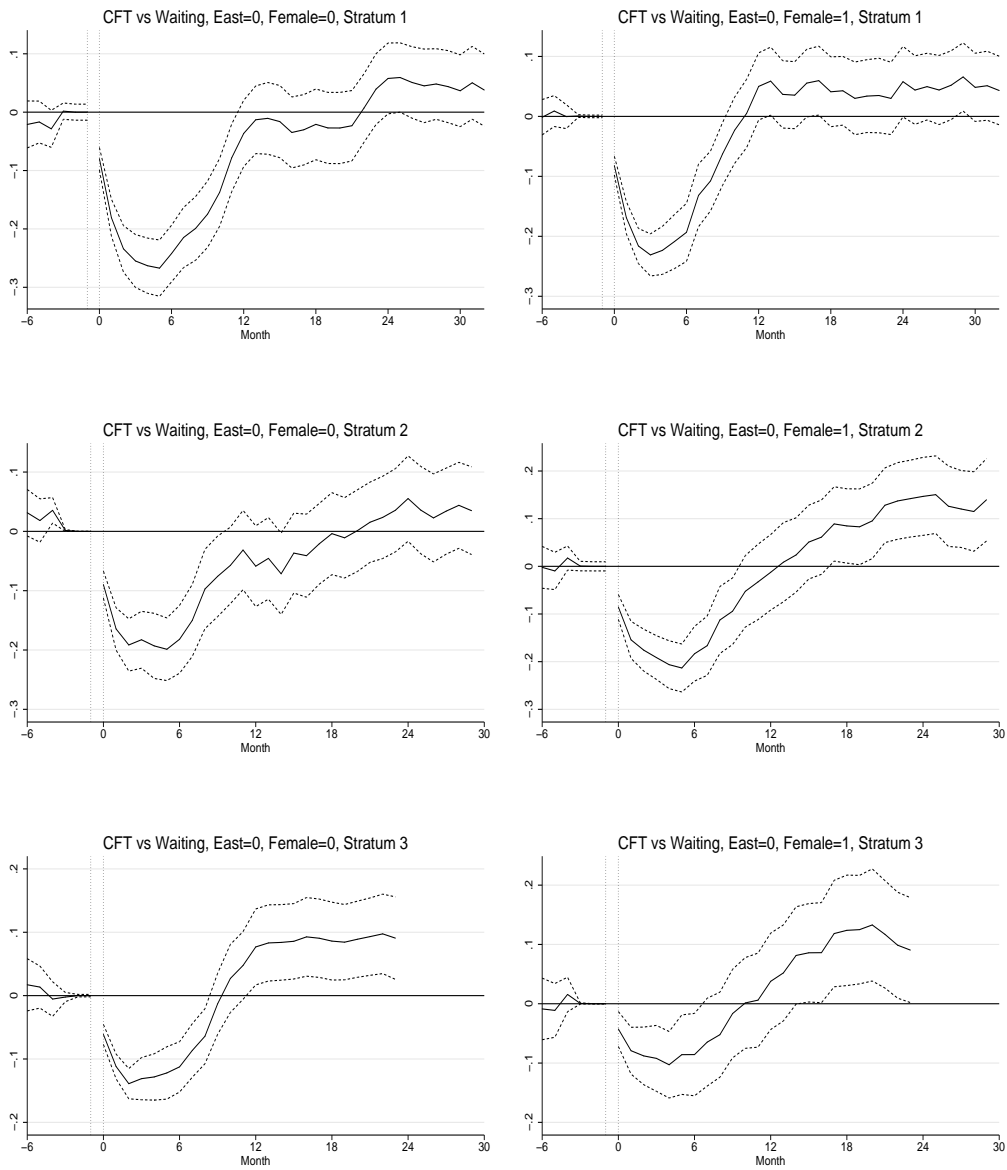 CFT vs Waiting, East=0, Female=0, Stratum 1
.1
0
−.1
−.2
−.3
−6 0 6 12 18 24 30
Month
CFT vs Waiting, East=0, Female=1, Stratum 1
.1
0
−.1
−.2
−.3
−6 0 6 12 18 24 30
Month
CFT vs Waiting, East=0, Female=0, Stratum 2
.1
0
−.1
−.2
−.3
−6 0 6 12 18 24 30
Month
CFT vs Waiting, East=0, Female=1, Stratum 2
.2
.1
0
−.1
−.2
−.3
−6 0 6 12 18 24 30
Month
CFT vs Waiting, East=0, Female=0, Stratum 3
.2
.1
0
−.1
−.2
−6 0 6 12 18 24 30
Month
CFT vs Waiting, East=0, Female=1, Stratum 3
.2
.1
0
−.1
−.2
−6 0 6 12 18 24 30
Month